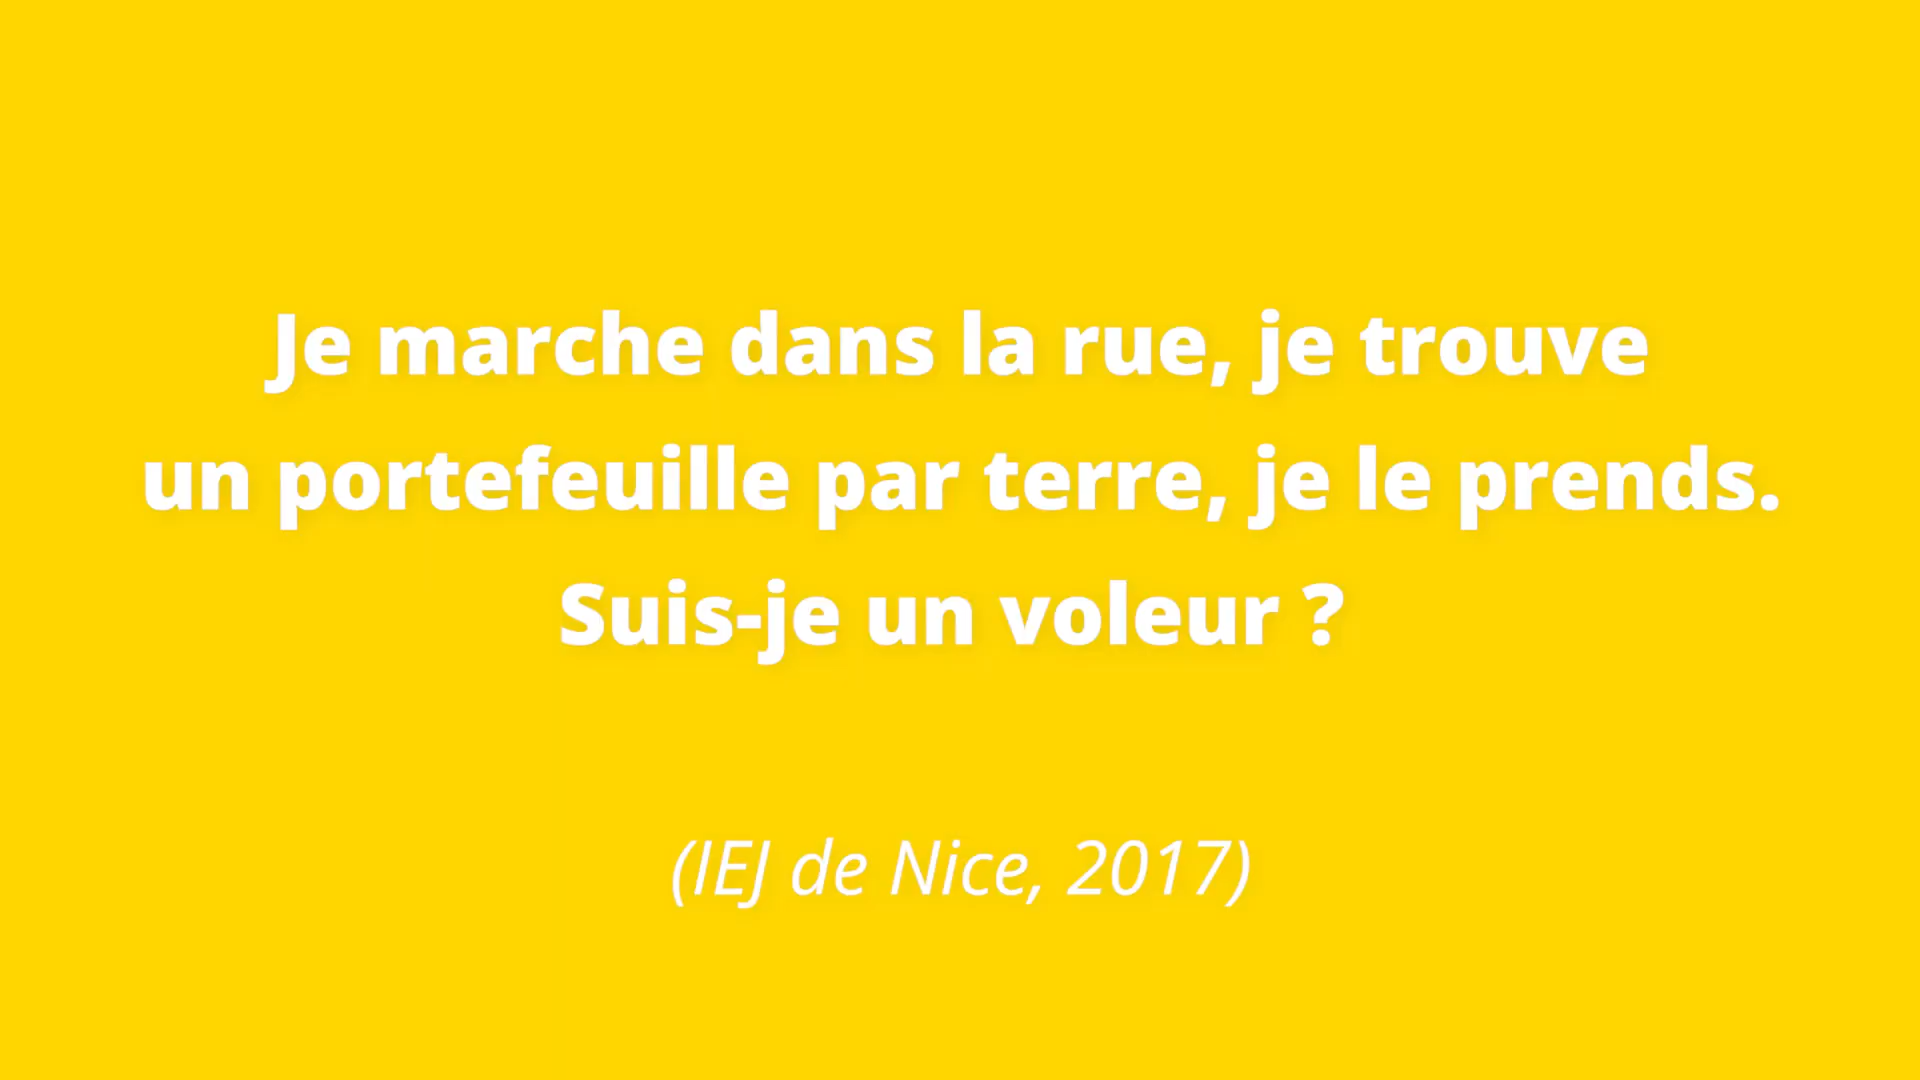 Je marche dans la rue, je trouve
un portefeuille par terre, je le prends.
Suis-je un voleur ?
(IEJ de Nice, 2017)